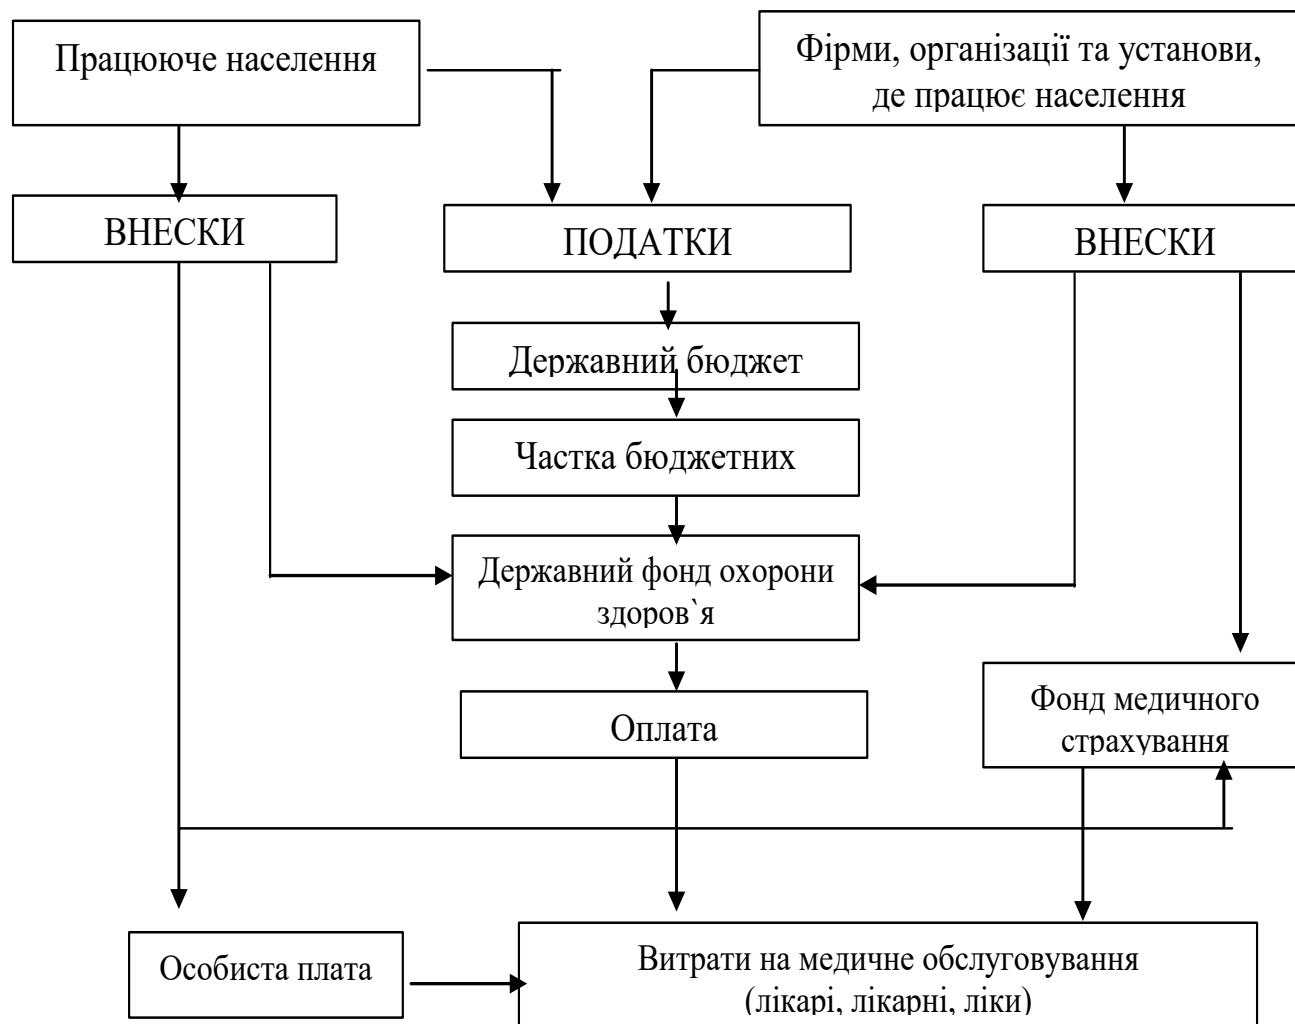 Працююче населення
Фірми, організації та установи,
де працює населення
ВНЕСКИ
ПОДАТКИ
ВНЕСКИ
Державний бюджет
Частка бюджетних
Державний фонд охорони
здоров`я
Оплата
Фонд медичного
страхування
Особиста плата
Витрати на медичне обслуговування
(лікарі, лікарні, ліки)